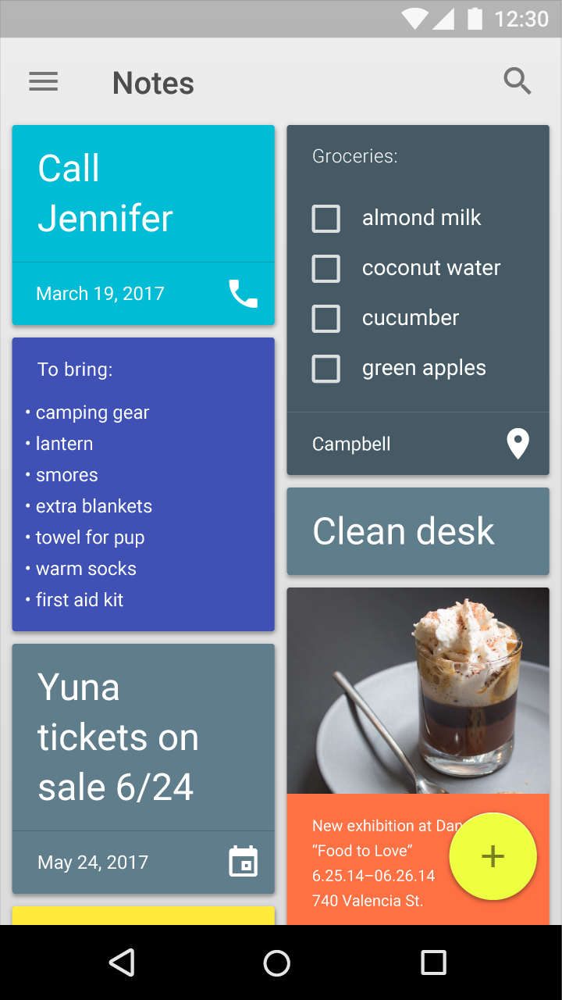 12:30
Notes
Call
Jennifer
March 19, 2017
To bring:
• camping gear
• lantern
• smores
• extra blankets
• towel for pup
• warm socks
• first aid kit
Yuna
tickets on
sale 6/24
May 24, 2017
Groceries:
almond milk
coconut water
cucumber
green apples
Campbell
Clean desk
New exhibition at
“Food to Love”
6.25.14–06.26.14
740 Valencia St.